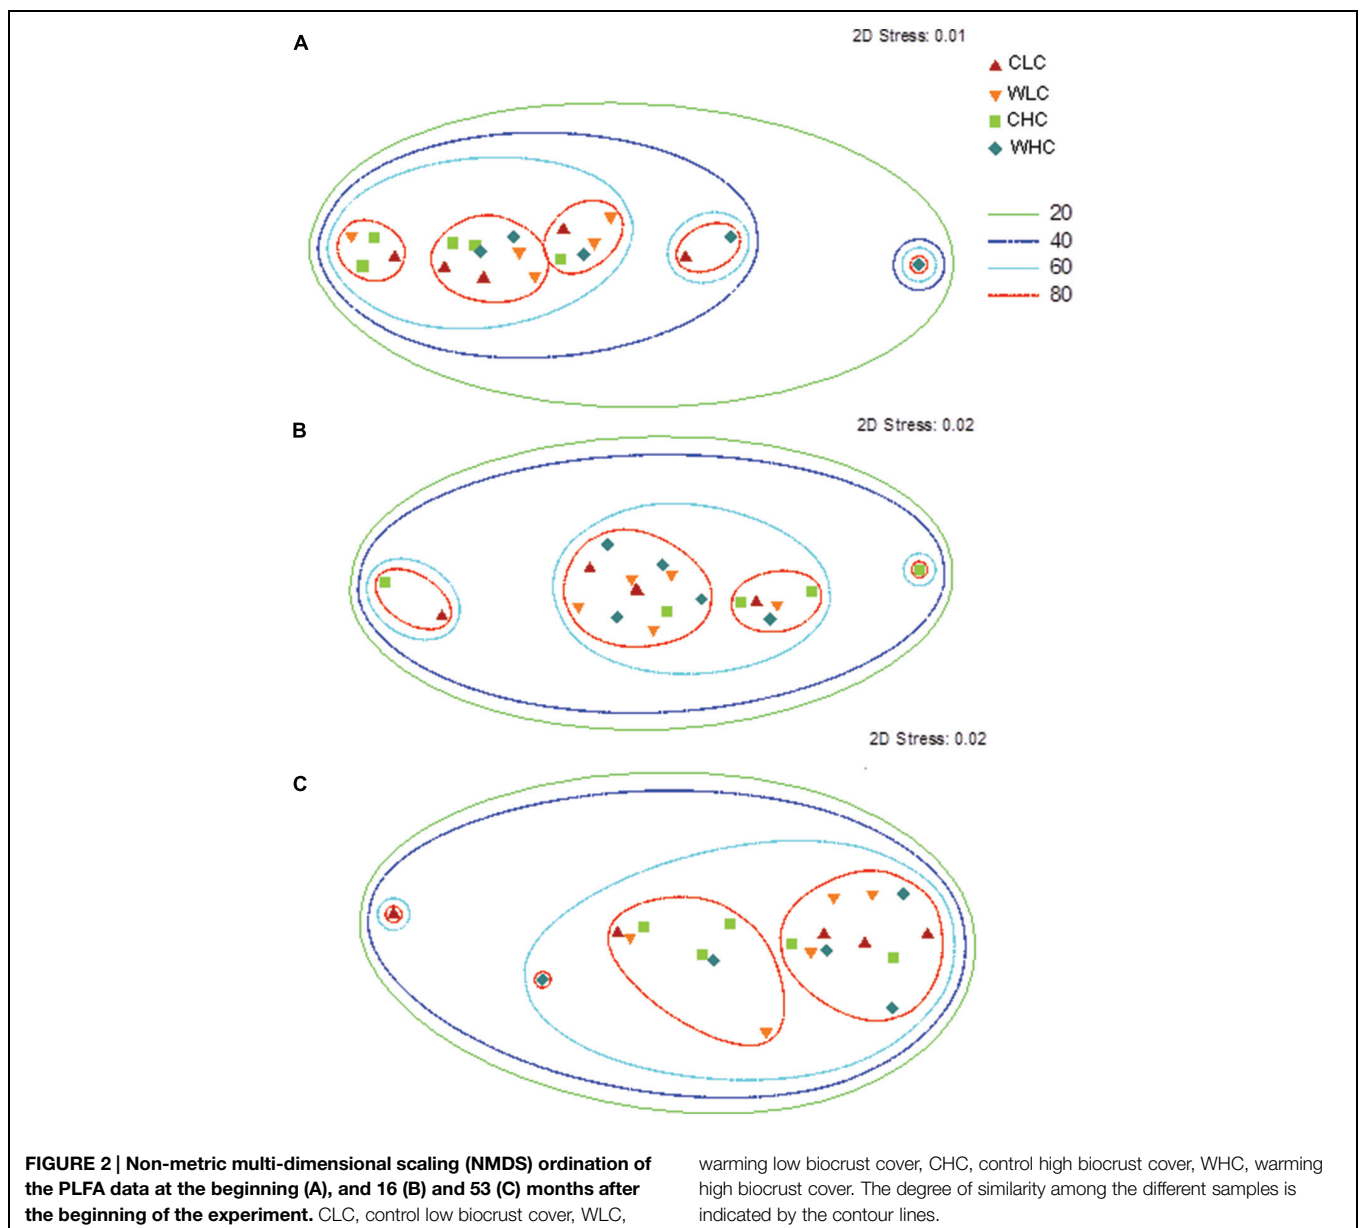 A
2D Stress: 0.01
CLC
WLC
CHC
WHC
20
40
60
80
B
2D Stress: 0.02
2D Stress: 0.02
C
FIGURE 2 | Non-metric multi-dimensional scaling (NMDS) ordination of
the PLFA data at the beginning (A), and 16 (B) and 53 (C) months after
the beginning of the experiment. CLC, control low biocrust cover, WLC,
warming low biocrust cover, CHC, control high biocrust cover, WHC, warming
high biocrust cover. The degree of similarity among the different samples is
indicated by the contour lines.